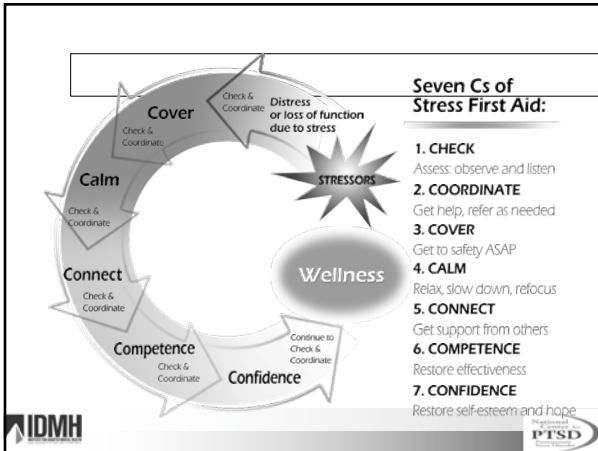 Seven Cs of
Stress First Aid:
1. CHECK
Assess: observe and listen
2. COORDINATE
Get help, refer as needed
3. COVER
Get to safety ASAP
4. CALM
Relax, slow down, refocus
5. CONNECT
Get support from others
6. COMPETENCE
Restore effectiveness
7. CONFIDENCE
Restore self-esteem and hope
STRESSORS
Distress
or loss of function
due to stress
Check &
Coordinate
Cover
Check &
Coordinate
Calm
Check &
Coordinate
Connect
Check &
Coordinate
Competence
Check &
Coordinate
Confidence
Continue to
Check &
Coordinate
Wellness
IDMH
National
Center for
PTSD